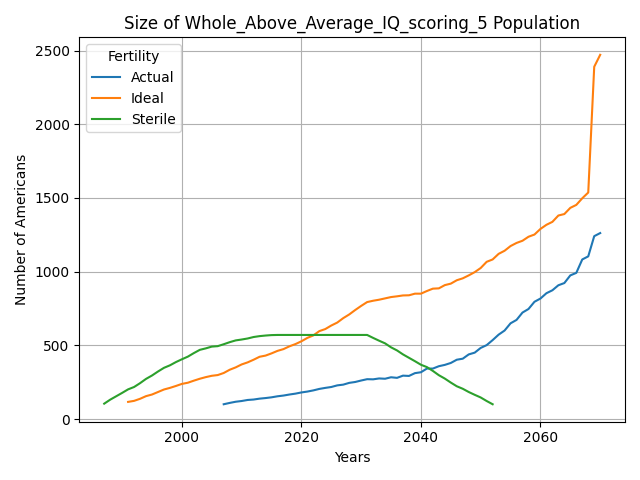 Size of Whole_Above_Average_IQ_scoring_5 Population
Fertility
Actual
Ideal
Sterile
Number of Americans
2500
2000
1500
1000
500
0
2000
2020
2040
2060
Years